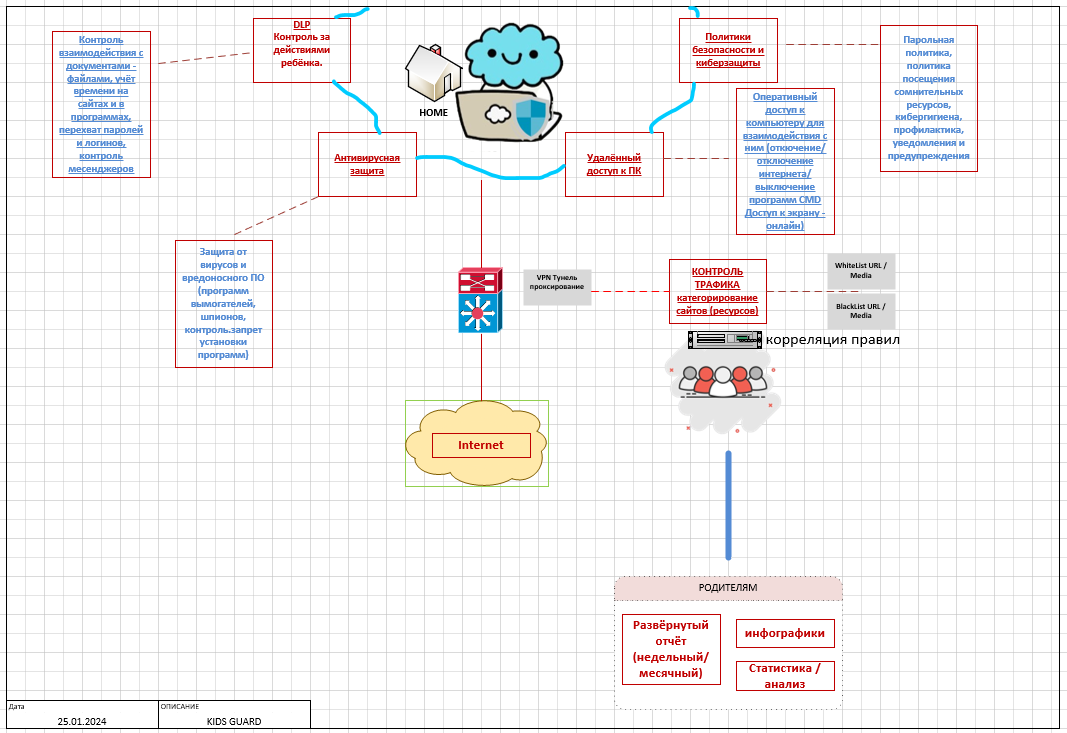 DLP
Контроль за
действиями
ребёнка.
Контроль
взаимодействия с
документами -
файлами, учёт
времени на
сайтах и в
программах,
перехват паролей
и логинов,
контроль
месенджеров
HOME
Политики
безопасности и
киберзащиты
Парольная
политика,
политика
посещения
сомнительных
ресурсов,
кибергигиена,
профилактика,
уведомления и
предупреждения
Антивирусная
защита
Удалённый
доступ к ПК
Оперативный
доступ к
компьютеру для
взаимодействия с
ним (откючение/
отключение
интернета/
выключение
программ CMD
Доступ к экрану -
онлайн)
Защита от
вирусов и
вредоносного ПО
(программ
вымогателей,
шпионов,
контроль.запрет
установки
программ)
VPN Тунель
проксирование
КОНТРОЛЬ
ТРАФИКА
категорирование
сайтов (ресурсов)
WhiteList URL /
Media
BlackList URL /
Media
корреляция правил
Internet
РОДИТЕЛЯМ
Развёрнутый
отчёт
(недельный/
месячный)
инфографики
Статистика /
анализ
Дата
25.01.2024
ОПИСАНИЕ
KIDS GUARD